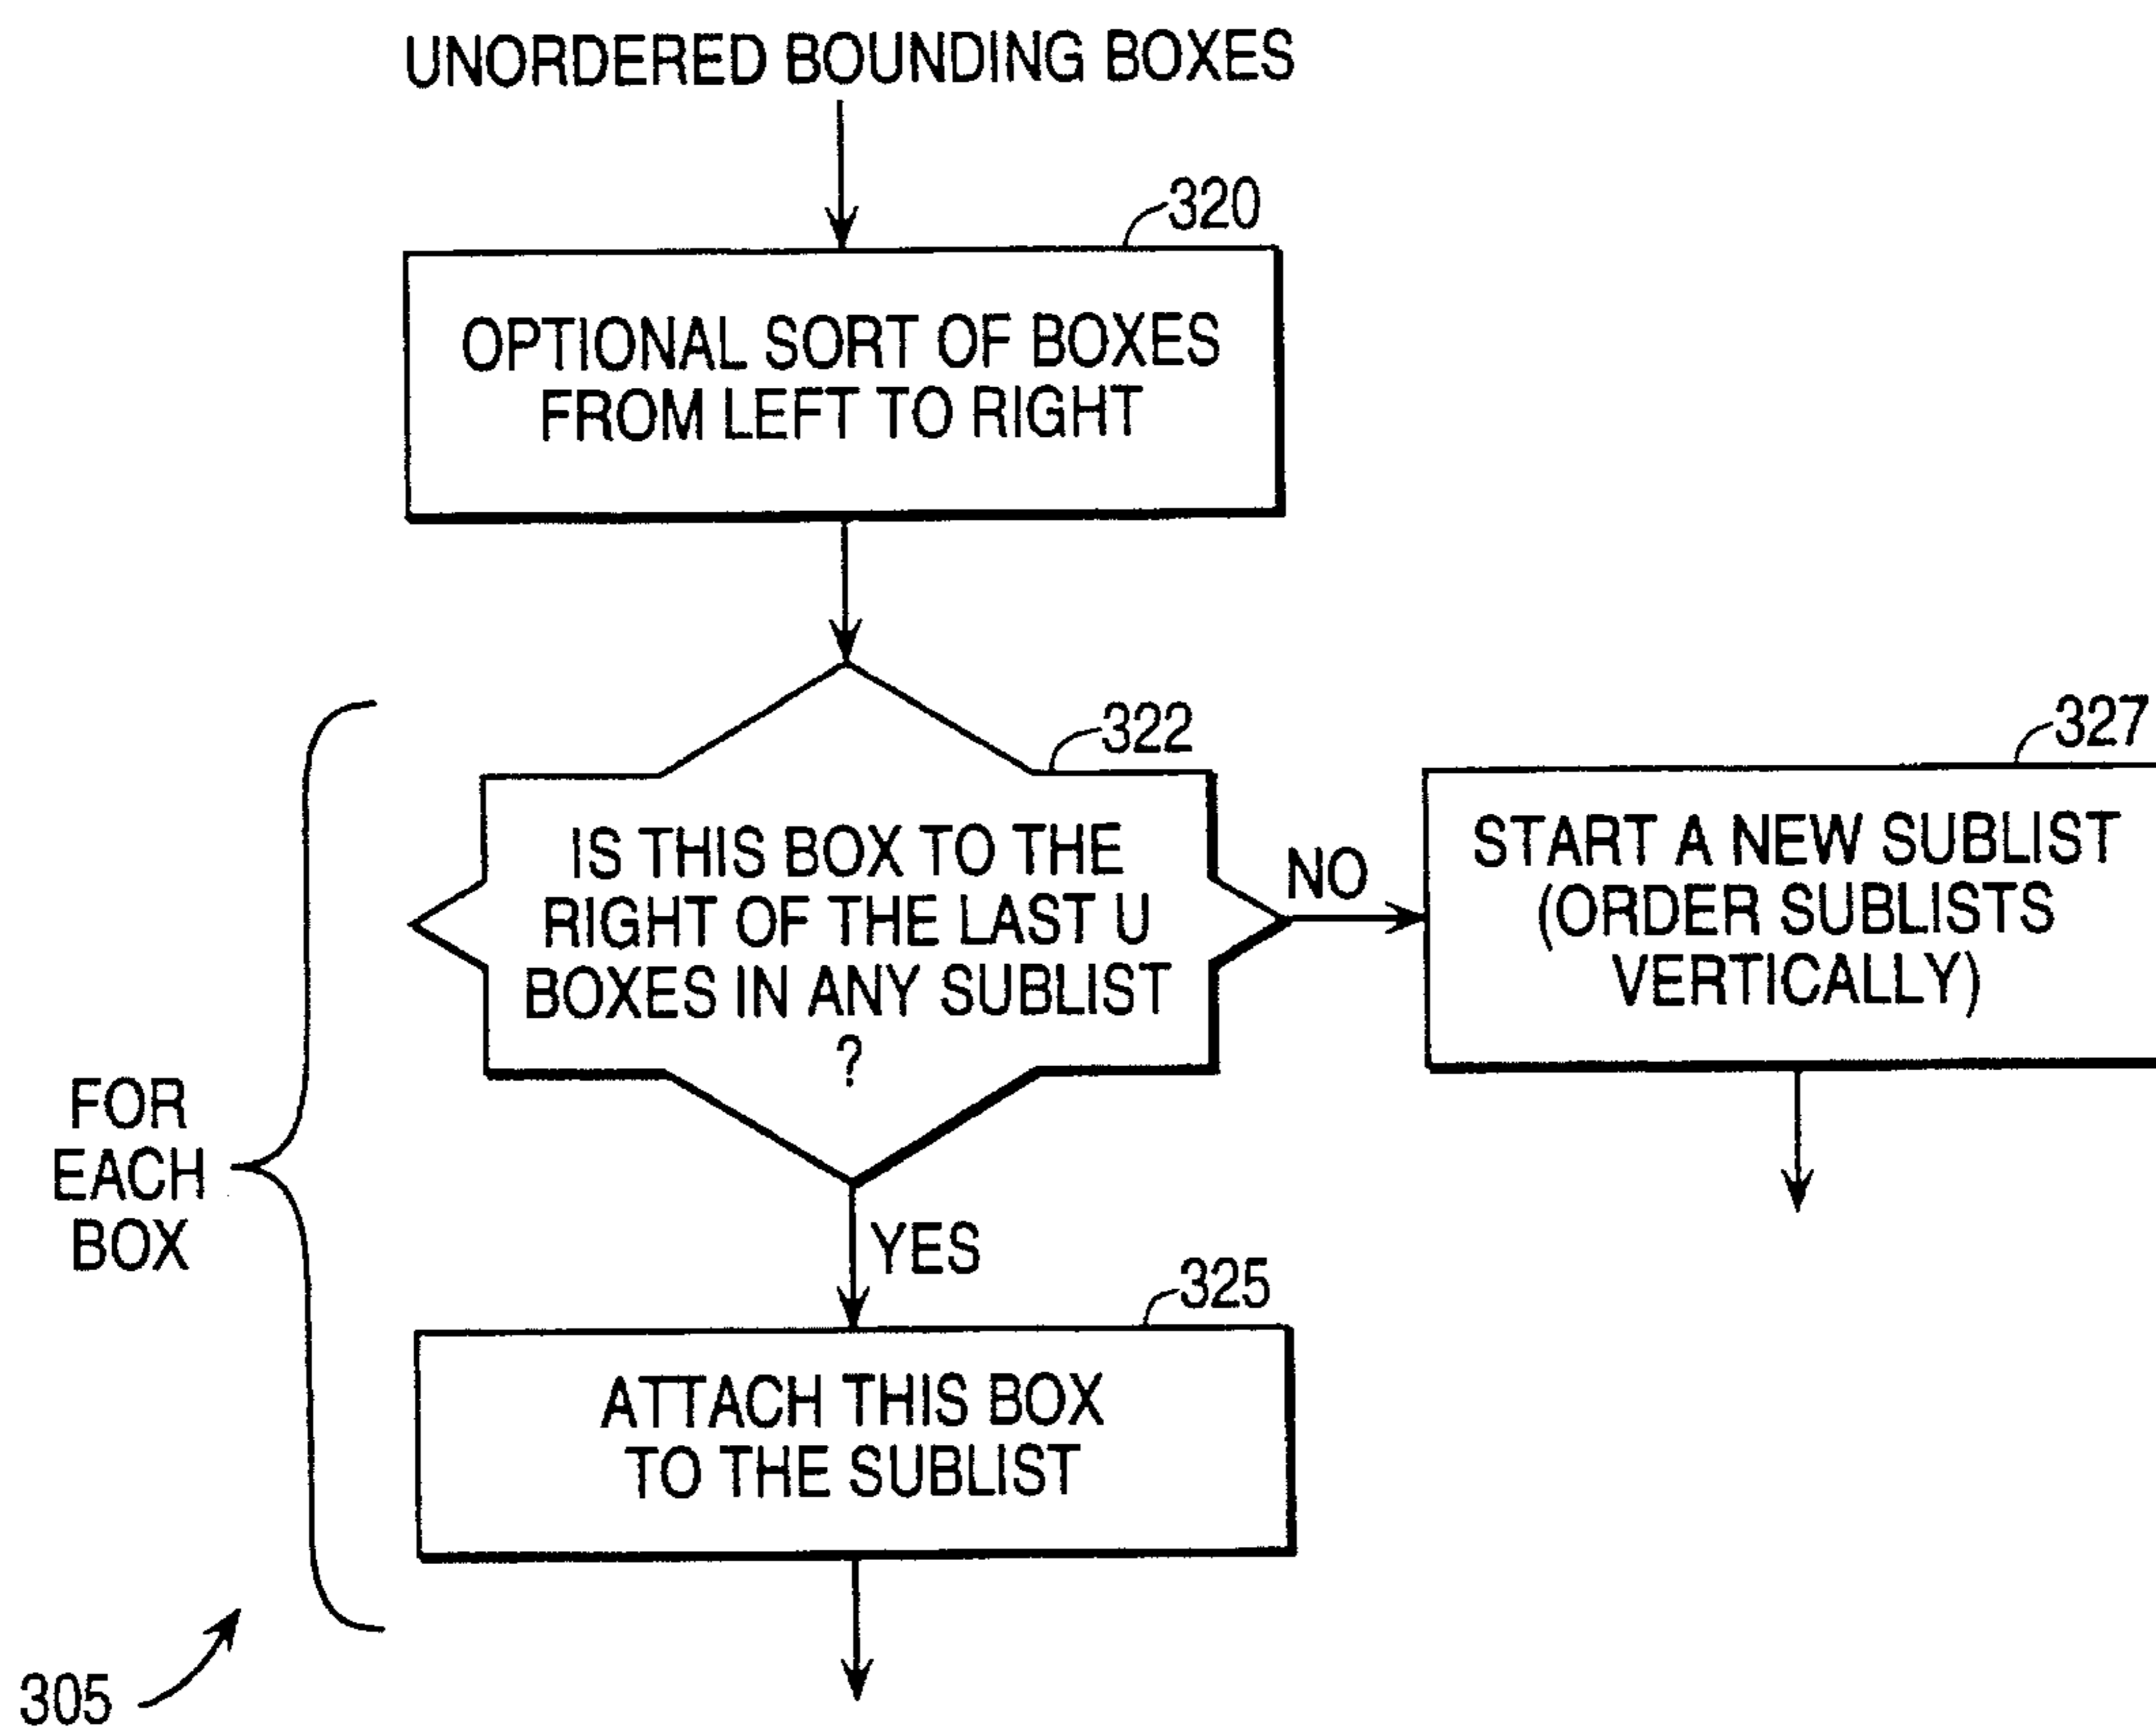 UNORDERED BOUNDING BOXES
320
OPTIONAL SORT OF BOXES
FROM LEFT TO RIGHT
322
IS THIS BOX TO THE
RIGHT OF THE LAST U
BOXES IN ANY SUBLIST
?
NO
327
START A NEW SUBLIST
(ORDER SUBLISTS
VERTICALLY)
FOR
EACH
BOX
YES
325
ATTACH THIS BOX
TO THE SUBLIST
305